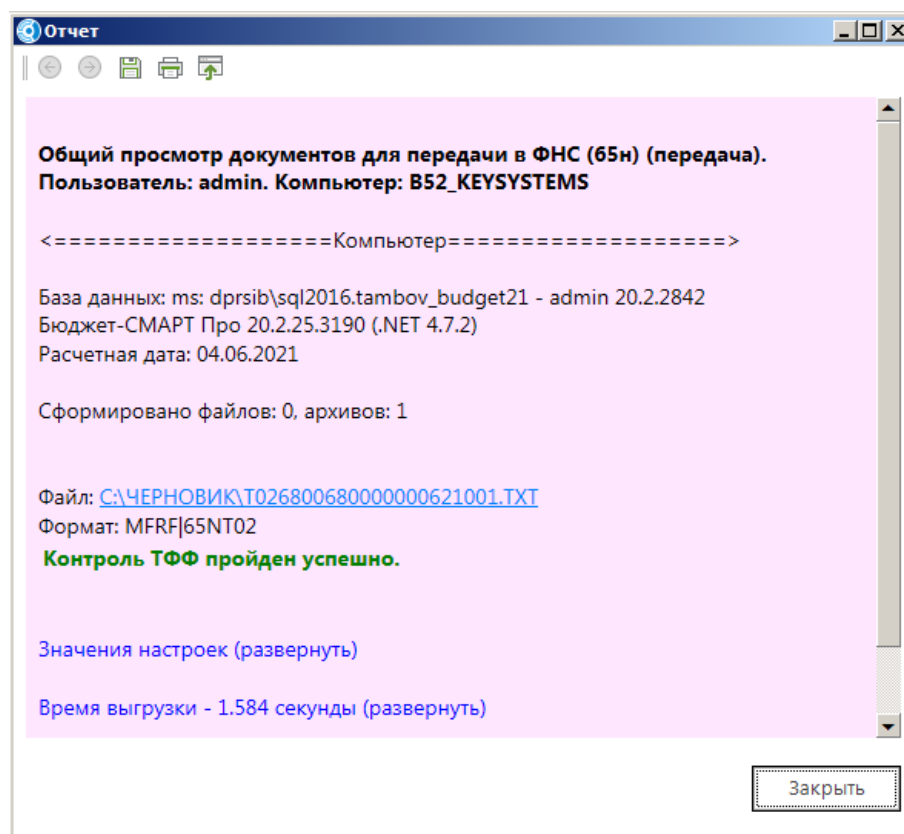 Отчет
Общий просмотр документов для передачи в ФНС (65н) (передача).
Пользователь: admin. Компьютер: B52_KEYSYSTEMS
<===================Компьютер===================>
База данных: ms: dprsib\sql2016.tambov_budget21 - admin 20.2.2842
Бюджет-СМАРТ Про 20.2.25.3190 (.NET 4.7.2)
Расчетная дата: 04.06.2021
Сформировано файлов: 0, архивов: 1
Файл: C:\ЧЕРНОВИК\T026800680000000621001.TXT
Формат: MFRF|65NT02
Контроль ТФФ пройден успешно.
Значения настроек (развернуть)
Время выгрузки - 1.584 секунды (развернуть)
Закрыть